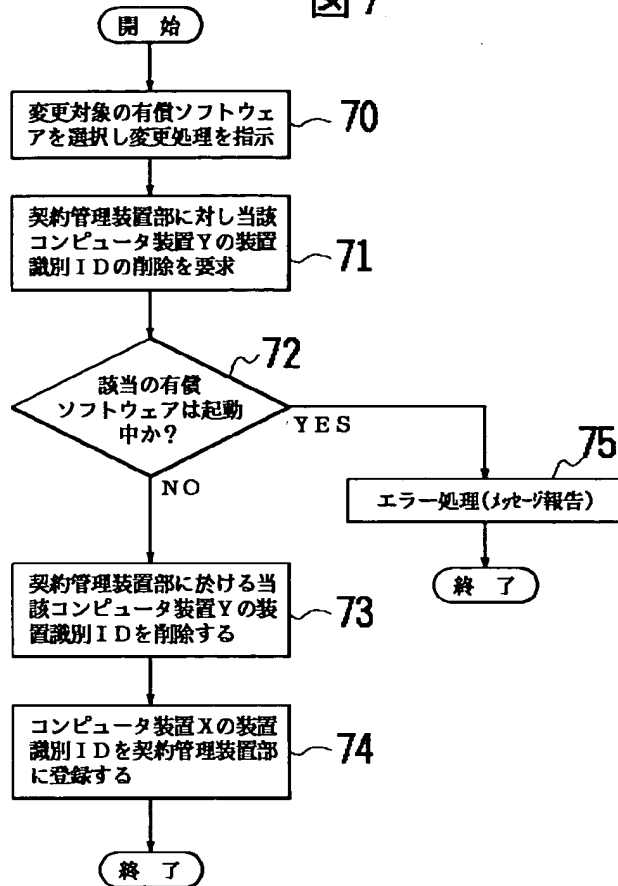 図7
開 始
変更対象の有償ソフトウェ
アを選択し変更処理を指示
70
契約管理装置部に対し当該
コンピュータ装置Yの装置
識別IDの削除を要求
71
72
該当の有償
ソフトウェアは起動
中か?
YES
NO
75
エラー処理(メッセージ報告)
終 了
契約管理装置部に於ける当
該コンピュータ装置Yの装
置識別IDを削除する
73
コンピュータ装置Xの装置
識別IDを契約管理装置部
に登録する
74
終 了